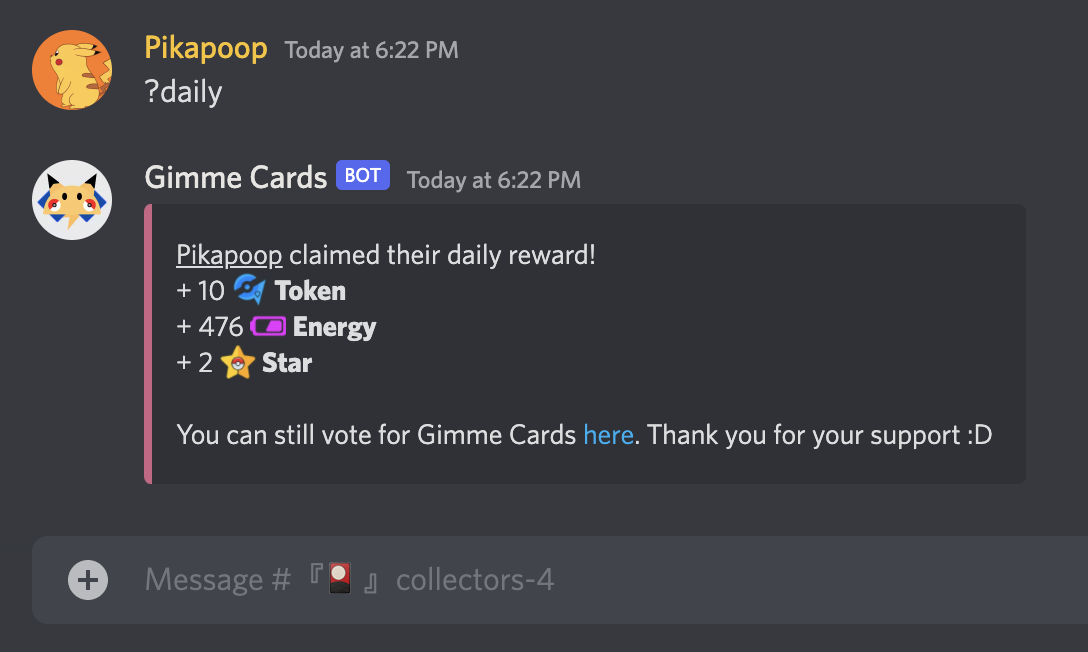 Pikapoop Today at 6:22 PM
?daily
Gimme Cards BOT Today at 6:22 PM
Pikapoop claimed their daily reward!
+ 10 Token
+ 476 Energy
+ 2 Star
You can still vote for Gimme Cards here. Thank you for your support :D
Message # 『🎴 』 collectors-4